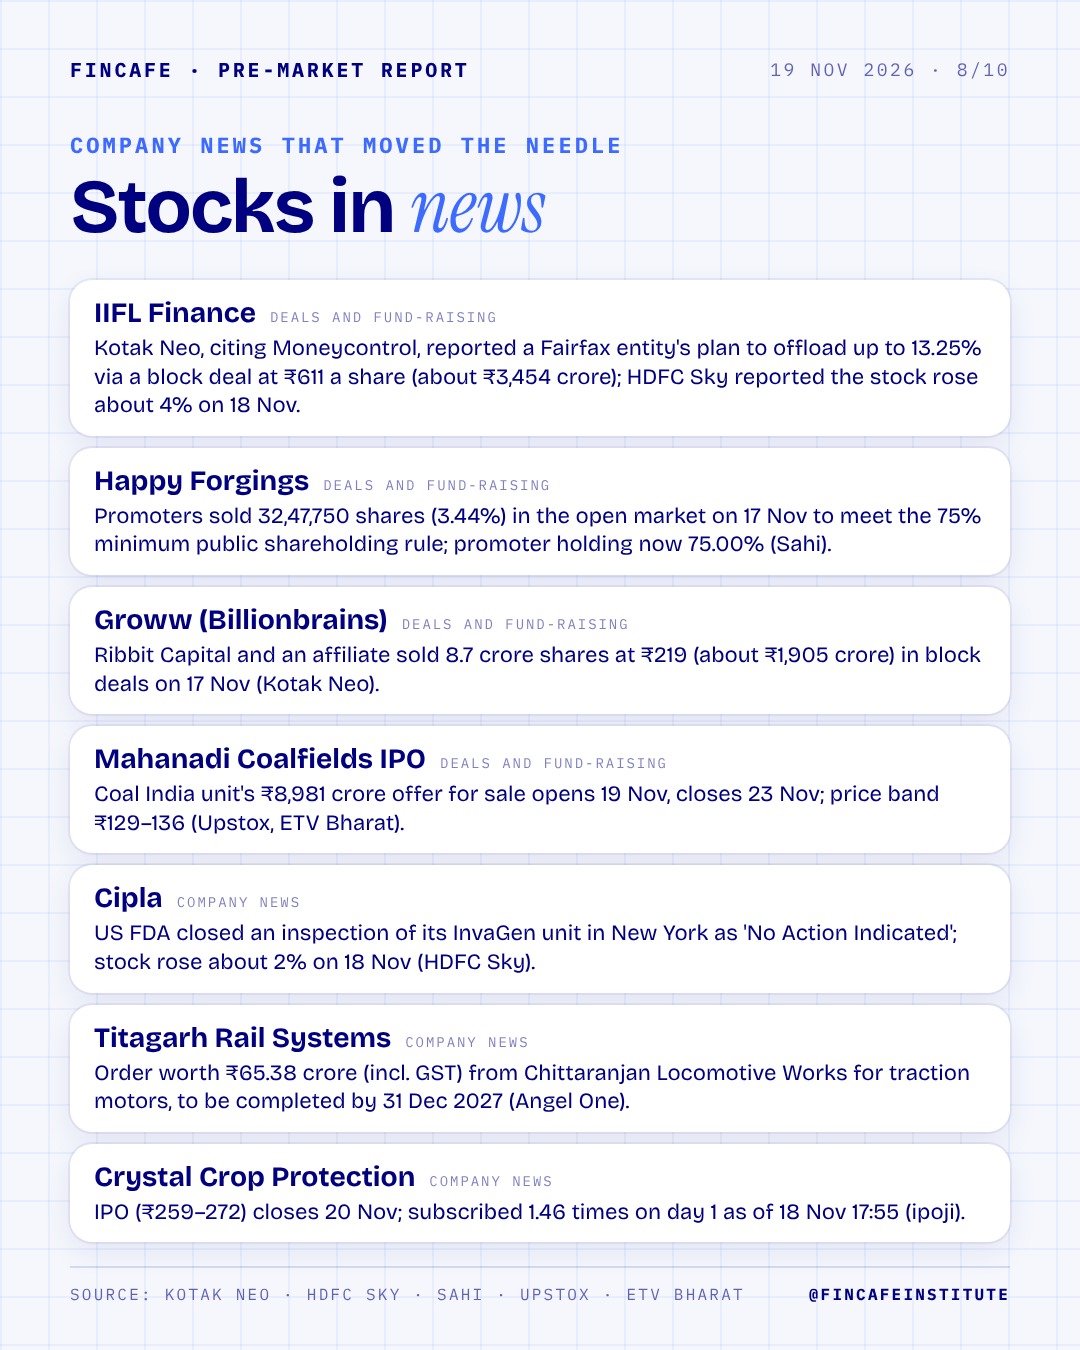 FINCAFE · PRE-MARKET REPORT
19 NOV 2026 · 8/10
COMPANY NEWS THAT MOVED THE NEEDLE
Stocks in news
IIFL Finance DEALS AND FUND-RAISING
Kotak Neo, citing Moneycontrol, reported a Fairfax entity's plan to offload up to 13.25%
via a block deal at ₹611 a share (about ₹3,454 crore); HDFC Sky reported the stock rose
about 4% on 18 Nov.
Happy Forgings DEALS AND FUND-RAISING
Promoters sold 32,47,750 shares (3.44%) in the open market on 17 Nov to meet the 75%
minimum public shareholding rule; promoter holding now 75.00% (Sahi).
Groww (Billionbrains) DEALS AND FUND-RAISING
Ribbit Capital and an affiliate sold 8.7 crore shares at ₹219 (about ₹1,905 crore) in block
deals on 17 Nov (Kotak Neo).
Mahanadi Coalfields IPO DEALS AND FUND-RAISING
Coal India unit's ₹8,981 crore offer for sale opens 19 Nov, closes 23 Nov; price band
₹129–136 (Upstox, ETV Bharat).
Cipla COMPANY NEWS
US FDA closed an inspection of its InvaGen unit in New York as 'No Action Indicated';
stock rose about 2% on 18 Nov (HDFC Sky).
Titagarh Rail Systems COMPANY NEWS
Order worth ₹65.38 crore (incl. GST) from Chittaranjan Locomotive Works for traction
motors, to be completed by 31 Dec 2027 (Angel One).
Crystal Crop Protection COMPANY NEWS
IPO (₹259–272) closes 20 Nov; subscribed 1.46 times on day 1 as of 18 Nov 17:55 (ipoji).
SOURCE: KOTAK NEO · HDFC SKY · SAHI · UPSTOX · ETV BHARAT
@FINCAFEINSTITUTE